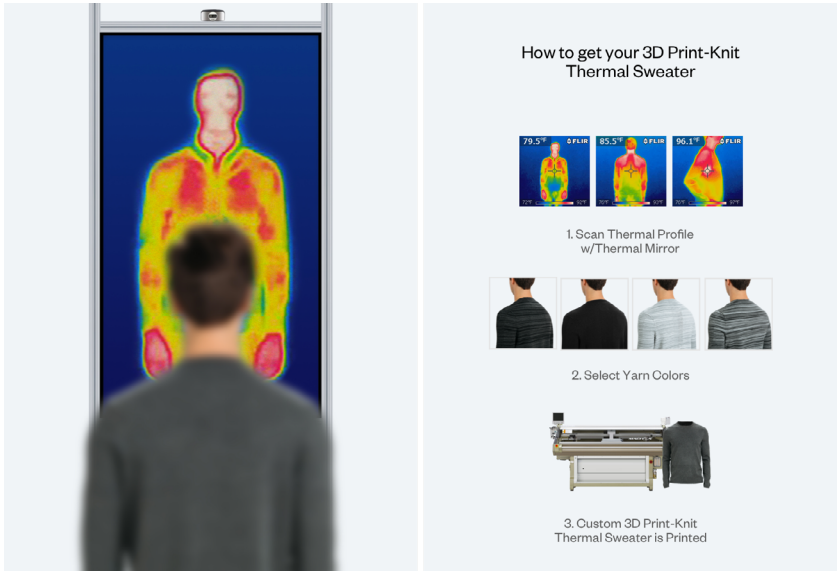 How to get your 3D Print-Knit
Thermal Sweater
79.5°F
FLIR
85.5°F
FLIR
96.1°F
FLIR
1. Scan Thermal Profile
w/Thermal Mirror
2. Select Yarn Colors
3. Custom 3D Print-Knit
Thermal Sweater is Printed